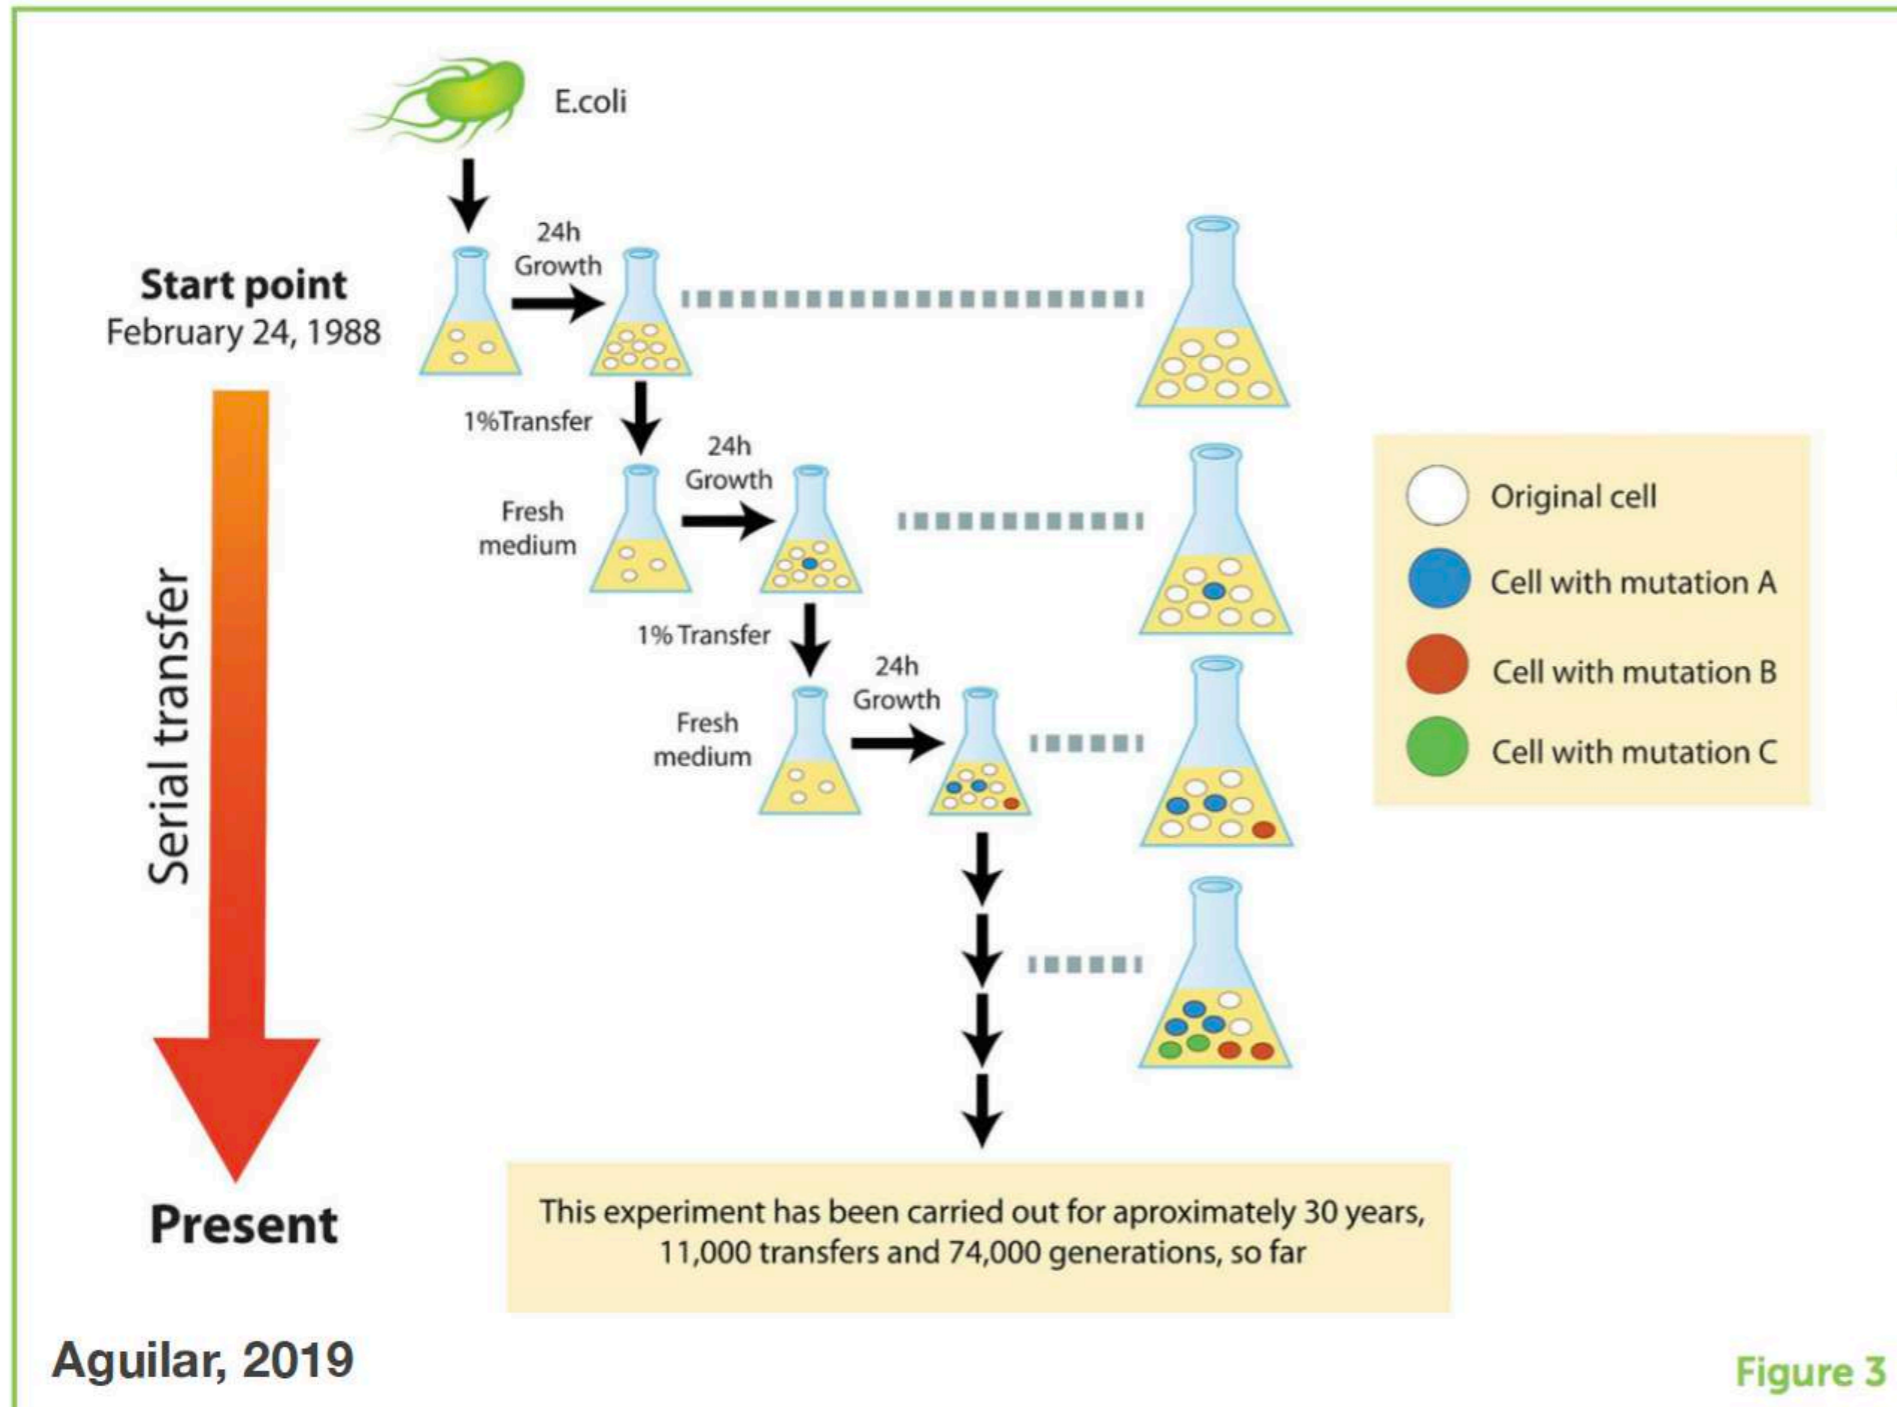 E.coli
24h
Growth
Start point
February 24, 1988
1%Transfer
24h
Growth
Fresh
medium
1% Transfer
24h
Growth
Fresh
medium
Serial transfer
Original cell
Cell with mutation A
Cell with mutation B
Cell with mutation C
Present
This experiment has been carried out for aproximately 30 years,
11,000 transfers and 74,000 generations, so far
Aguilar, 2019
Figure 3